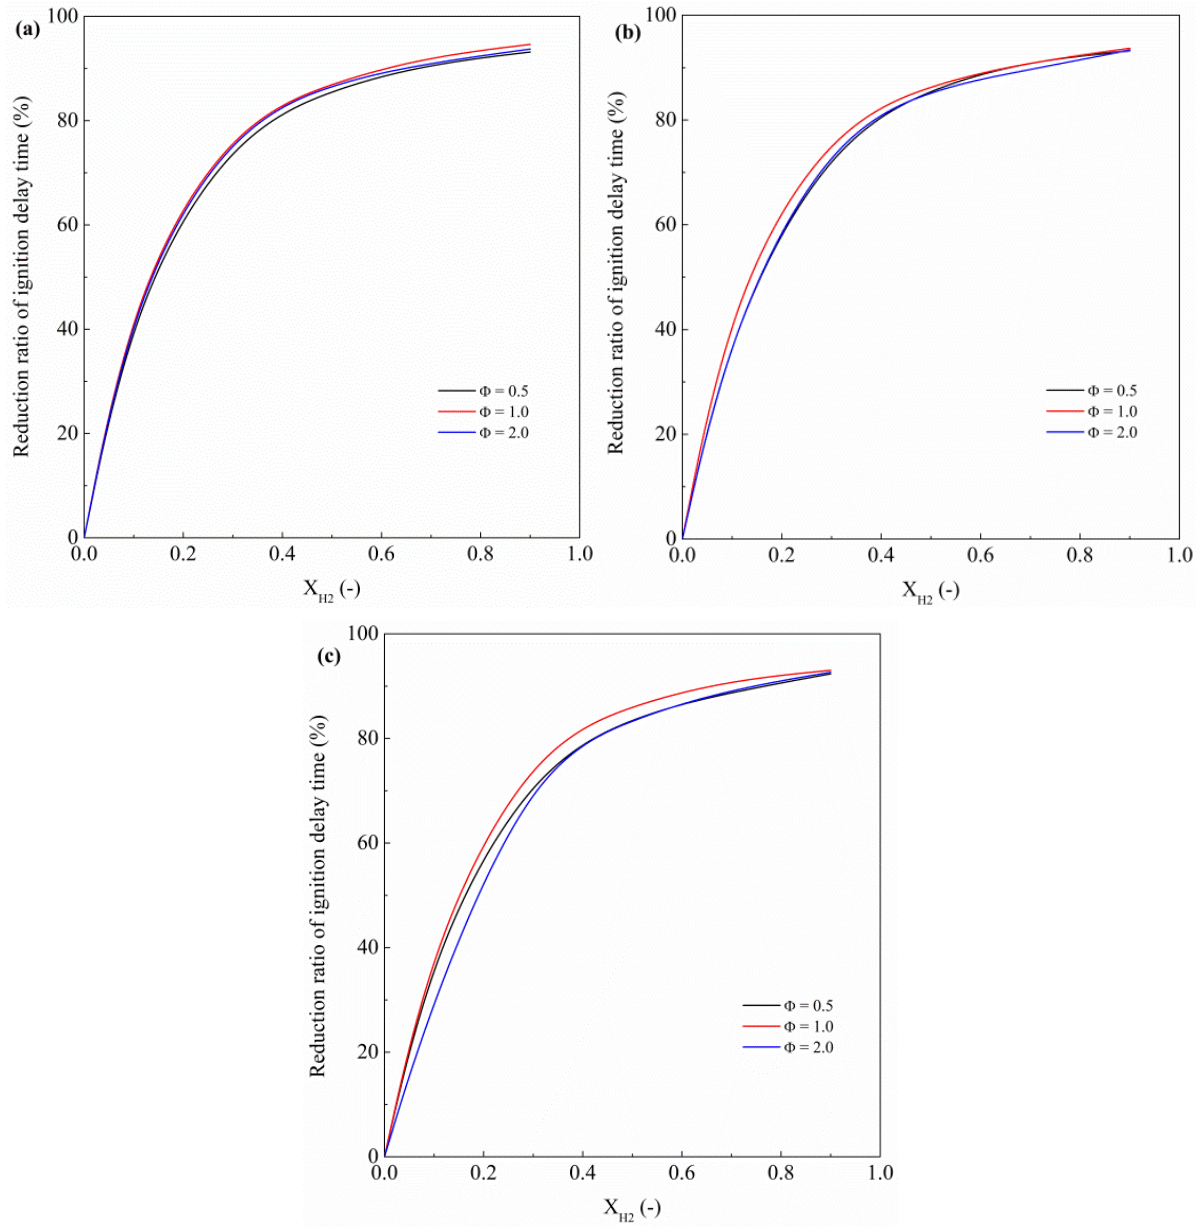 (a)
Reduction ratio of ignition delay time (%)
100
80
60
40
20
0
Φ = 0.5
Φ = 1.0
Φ = 2.0
0.0 0.2 0.4 0.6 0.8 1.0
X_H2 (-)
(b)
Reduction ratio of ignition delay time (%)
100
80
60
40
20
0
Φ = 0.5
Φ = 1.0
Φ = 2.0
0.0 0.2 0.4 0.6 0.8 1.0
X_H2 (-)
(c)
Reduction ratio of ignition delay time (%)
100
80
60
40
20
0
Φ = 0.5
Φ = 1.0
Φ = 2.0
0.0 0.2 0.4 0.6 0.8 1.0
X_H2 (-)